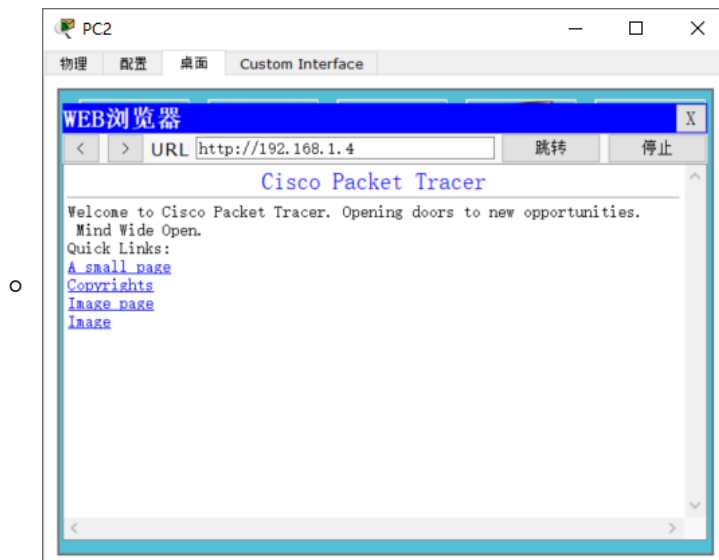 PC2
物理 配置 桌面 Custom Interface
WEB浏览器 X
< > URL http://192.168.1.4 跳转 停止
Cisco Packet Tracer
Welcome to Cisco Packet Tracer. Opening doors to new opportunities.
Mind Wide Open.
Quick Links:
A small page
Copyrights
Image page
Image